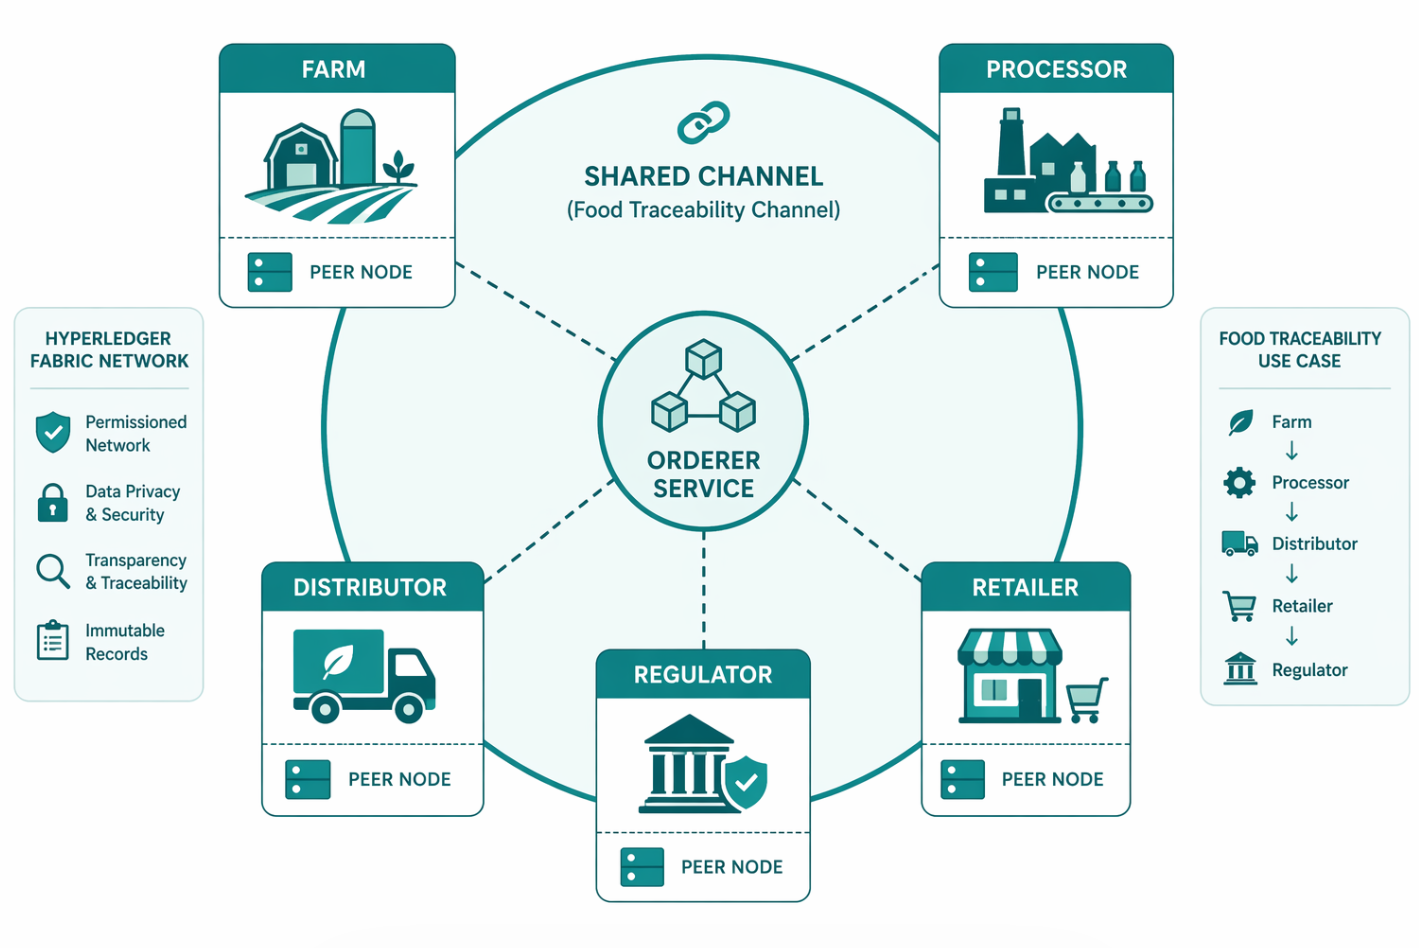 FARM
PEER NODE
PROCESSOR
PEER NODE
SHARED CHANNEL
(Food Traceability Channel)
HYPERLEDGER
FABRIC NETWORK
Permissioned
Network
Data Privacy
& Security
Transparency
& Traceability
Immutable
Records
ORDERER
SERVICE
FOOD TRACEABILITY
USE CASE
Farm
Processor
Distributor
Retailer
Regulator
DISTRIBUTOR
PEER NODE
REGULATOR
PEER NODE
RETAILER
PEER NODE